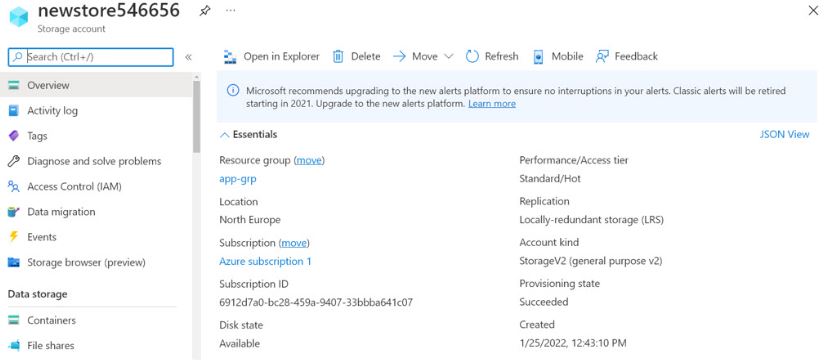 newstore546656 ...
Storage account
Search (Ctrl+/)
«
Overview
Activity log
Tags
Diagnose and solve problems
Access Control (IAM)
Data migration
Events
Storage browser (preview)
Data storage
Containers
File shares
Open in Explorer Delete Move Refresh Mobile Feedback
Microsoft recommends upgrading to the new alerts platform to ensure no interruptions in your alerts. Classic alerts will be retired
starting in 2021. Upgrade to the new alerts platform. Learn more
Essentials
JSON View
Resource group (move)
app-grp
Location
North Europe
Subscription (move)
Azure subscription 1
Subscription ID
6912d7a0-bc28-459a-9407-33bbba641c07
Disk state
Available
Performance/Access tier
Standard/Hot
Replication
Locally-redundant storage (LRS)
Account kind
StorageV2 (general purpose v2)
Provisioning state
Succeeded
Created
1/25/2022, 12:43:10 PM